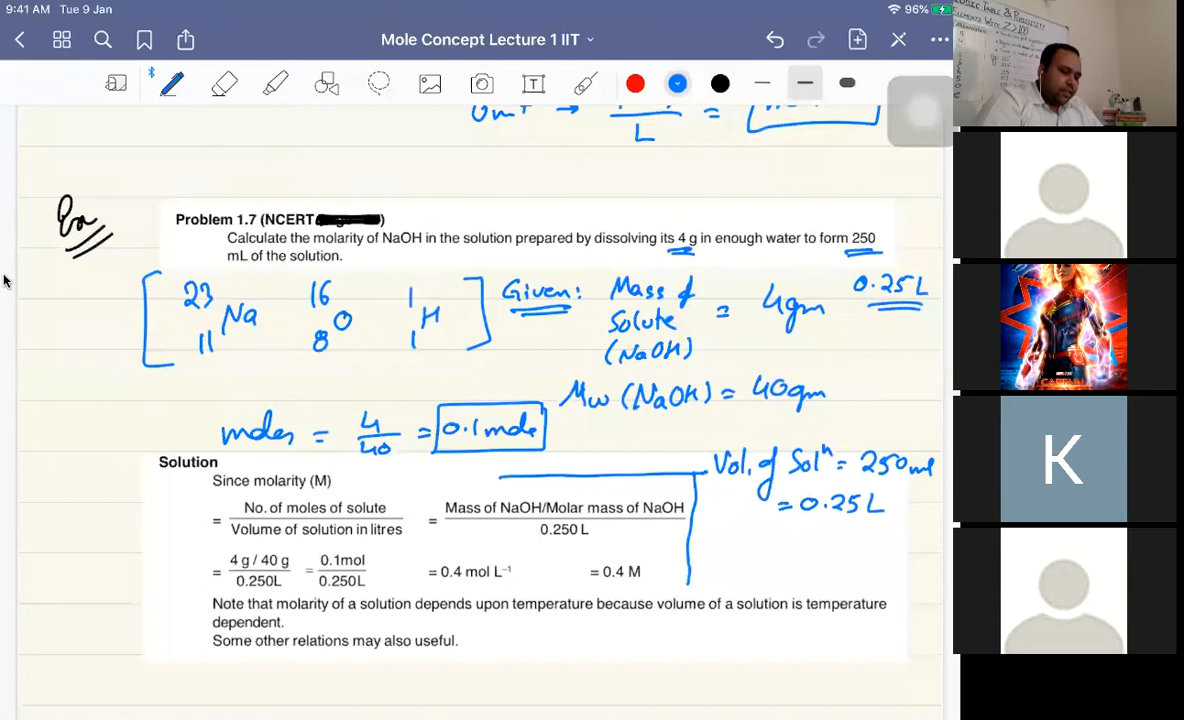 9:41 AM Tue 9 Jan
96%
Mole Concept Lecture 1 IIT
Unit →
L
=
Ex
Problem 1.7 (NCERT )
Calculate the molarity of NaOH in the solution prepared by dissolving its 4 g in enough water to form 250
mL of the solution.
23 Na 11
16 O 8
1 H 1
Given: Mass of Solute (NaOH) = 4gm
0.25L
Mw (NaOH) = 40gm
moles = 4/40 = 0.1mole
Vol. of Solⁿ = 250ml
= 0.25L
Solution
Since molarity (M)
= No. of moles of solute / Volume of solution in litres = Mass of NaOH/Molar mass of NaOH / 0.250 L
= 4 g / 40 g / 0.250L = 0.1mol / 0.250L = 0.4 mol L⁻¹ = 0.4 M
Note that molarity of a solution depends upon temperature because volume of a solution is temperature
dependent.
Some other relations may also useful.
K